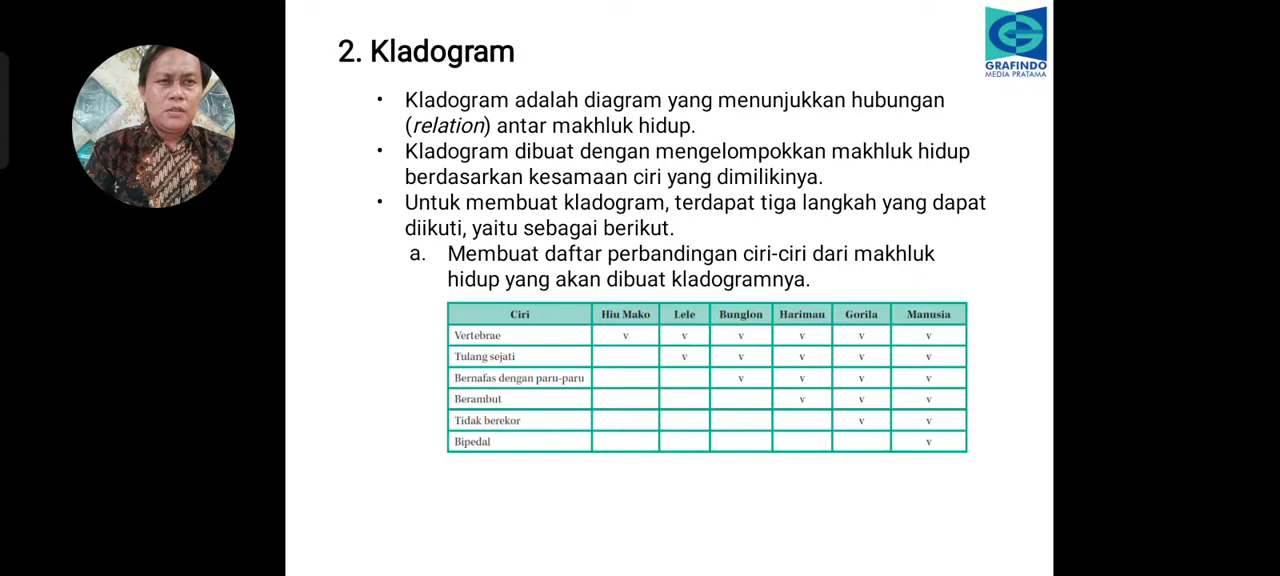 2. Kladogram
GRAFINDO
MEDIA PRATAMA
• Kladogram adalah diagram yang menunjukkan hubungan
(relation) antar makhluk hidup.
• Kladogram dibuat dengan mengelompokkan makhluk hidup
berdasarkan kesamaan ciri yang dimilikinya.
• Untuk membuat kladogram, terdapat tiga langkah yang dapat
diikuti, yaitu sebagai berikut.
a. Membuat daftar perbandingan ciri-ciri dari makhluk
hidup yang akan dibuat kladogramnya.
Ciri Hiu Mako Lele Bunglon Harimau Gorila Manusia
Vertebrae v v v v v v
Tulang sejati v v v v v
Bernafas dengan paru-paru v v v v
Berambut v v v
Tidak berekor v v
Bipedal v